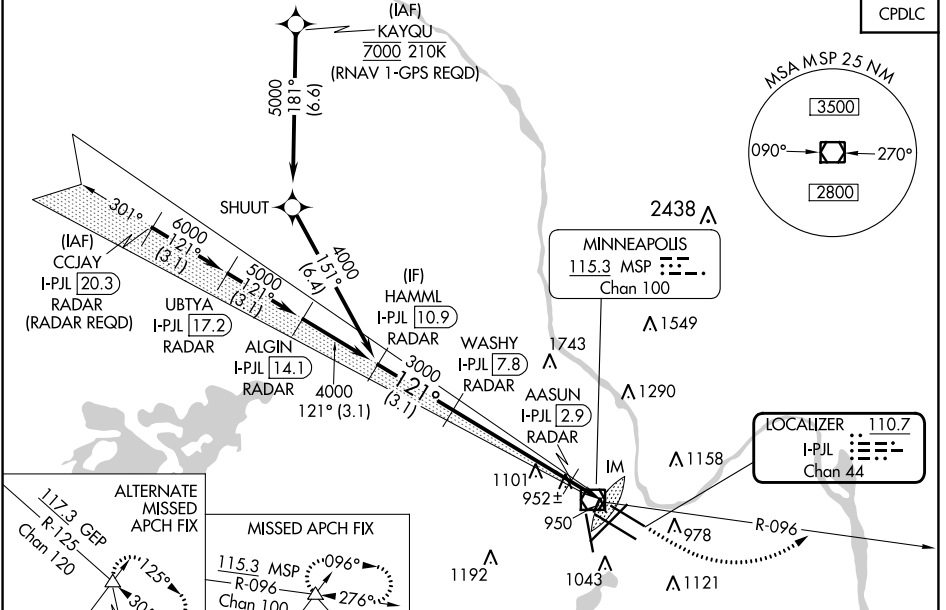 CPDLC
(IAF)
KAYQU
7000 210K
(RNAV 1-GPS REQD)
5000
181°
(6.6)
MSA MSP 25 NM
3500
090°
270°
2800
SHUUT
4000
151°
(6.4)
301°
6000
121°
(3.1)
5000
121°
(3.1)
(IAF)
CCJAY
I-PJL 20.3
RADAR
(RADAR REQD)
UBTYA
I-PJL 17.2
RADAR
ALGIN
I-PJL 14.1
RADAR
4000
121° (3.1)
(IF)
HAMML
I-PJL 10.9
RADAR
3000
121°
(3.1)
WASHY
I-PJL 7.8
RADAR
AASUN
I-PJL 2.9
RADAR
2438
MINNEAPOLIS
115.3 MSP
Chan 100
1549
1743
1290
LOCALIZER 110.7
I-PJL
Chan 44
1158
IM
1101
952±
950
978
R-096
1192
1043
1121
ALTERNATE
MISSED
APCH FIX
117.3 GEP
R-125
Chan 120
125°
MISSED APCH FIX
115.3 MSP
R-096
Chan 100
096°
276°